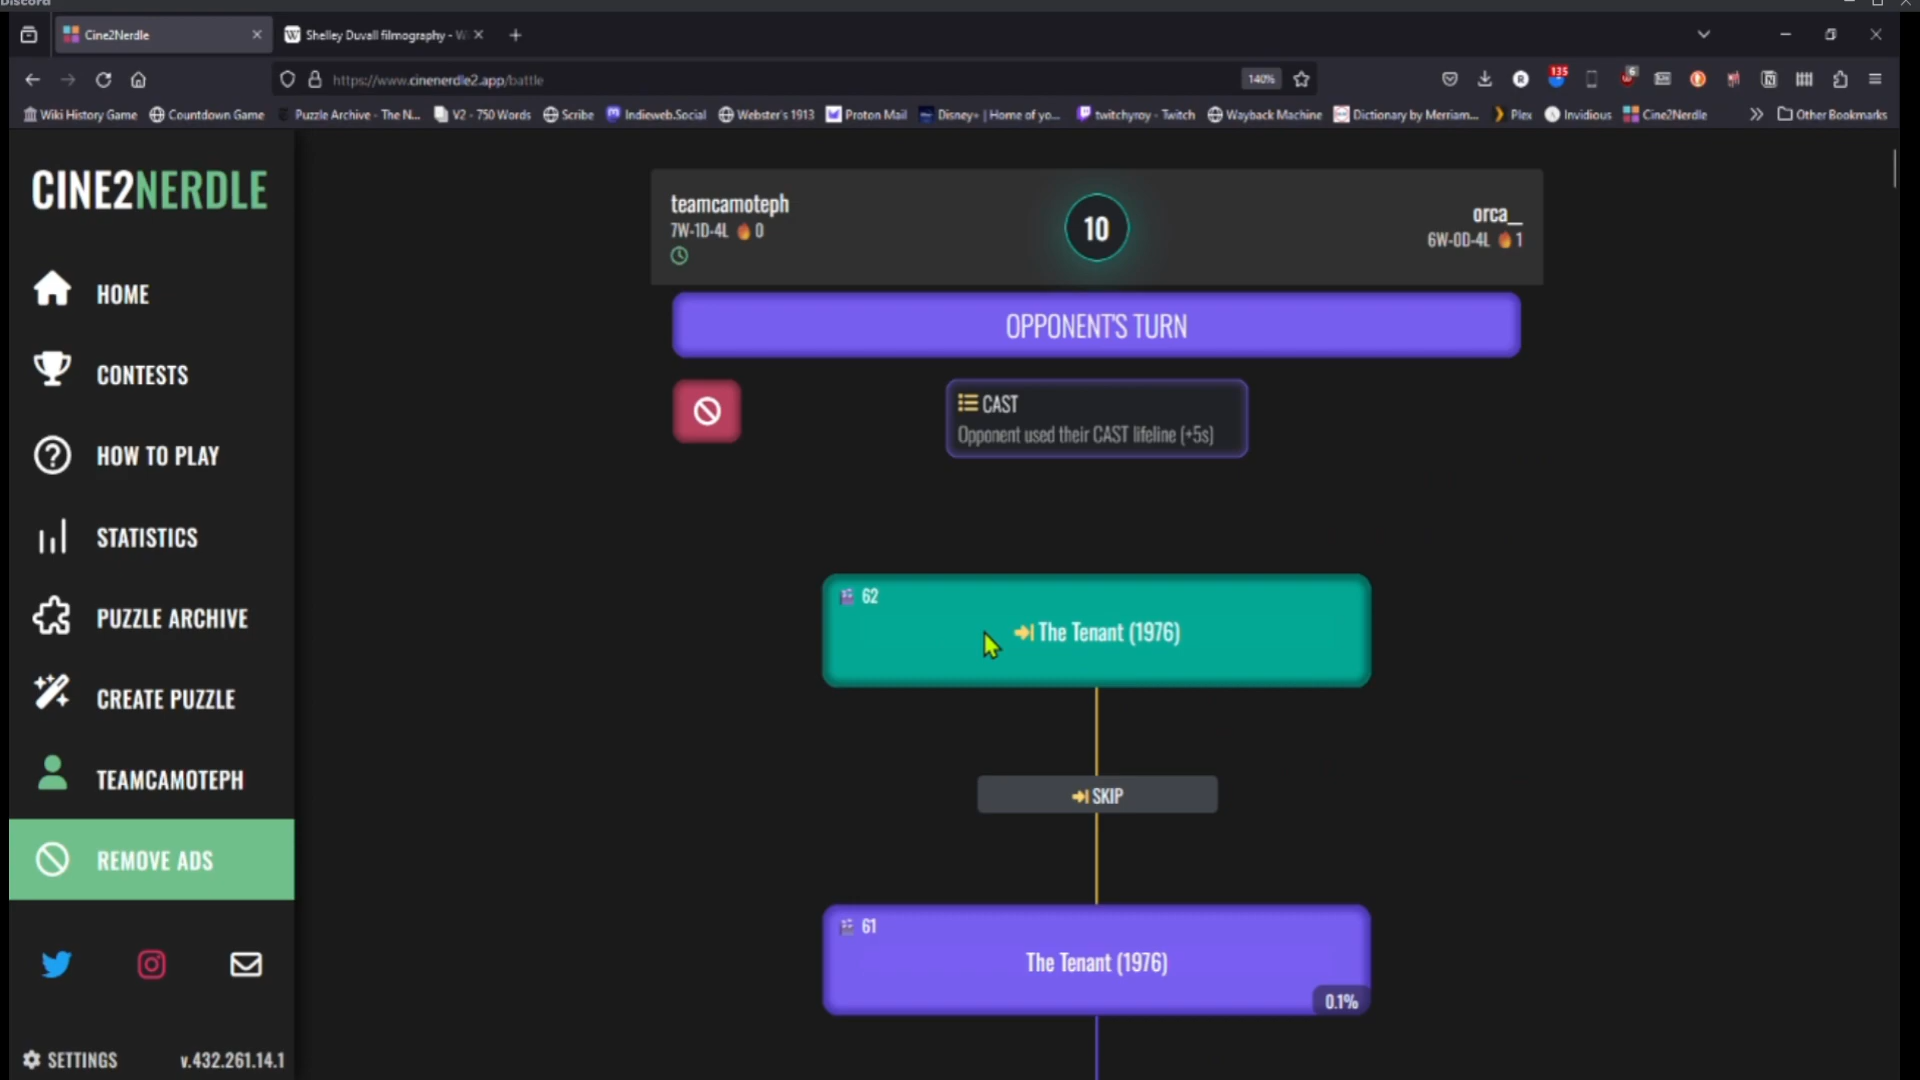 Discord
Cine2Nerdle
Shelley Duvall filmography - W
https://www.cinenerdle2.app/battle
140%
135
6
Wiki History Game
Countdown Game
Puzzle Archive - The N...
V2 - 750 Words
Scribe
Indieweb.Social
Webster's 1913
Proton Mail
Disney+ | Home of yo...
twitchyroy - Twitch
Wayback Machine
Dictionary by Merriam...
Plex
Invidious
Cine2Nerdle
Other Bookmarks
CINE2NERDLE
HOME
CONTESTS
HOW TO PLAY
STATISTICS
PUZZLE ARCHIVE
CREATE PUZZLE
TEAMCAMOTEPH
REMOVE ADS
SETTINGS
v.432.261.14.1
teamcamoteph
7W-1D-4L 0
10
orca_
6W-0D-4L 1
OPPONENT'S TURN
CAST
Opponent used their CAST lifeline (+5s)
62
The Tenant (1976)
SKIP
61
The Tenant (1976)
0.1%